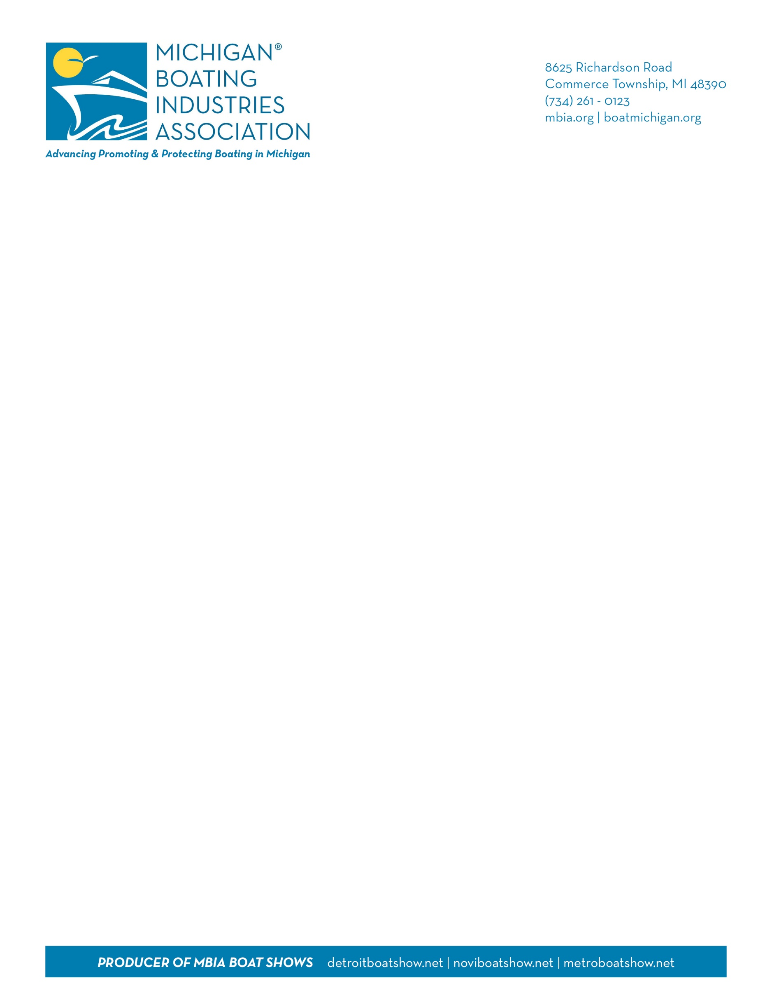 MICHIGAN®
BOATING
INDUSTRIES
ASSOCIATION
Advancing Promoting & Protecting Boating in Michigan
8625 Richardson Road
Commerce Township, MI 48390
(734) 261 - 0123
mbia.org | boatmichigan.org
PRODUCER OF MBIA BOAT SHOWS detroitboatshow.net | noviboatshow.net | metroboatshow.net